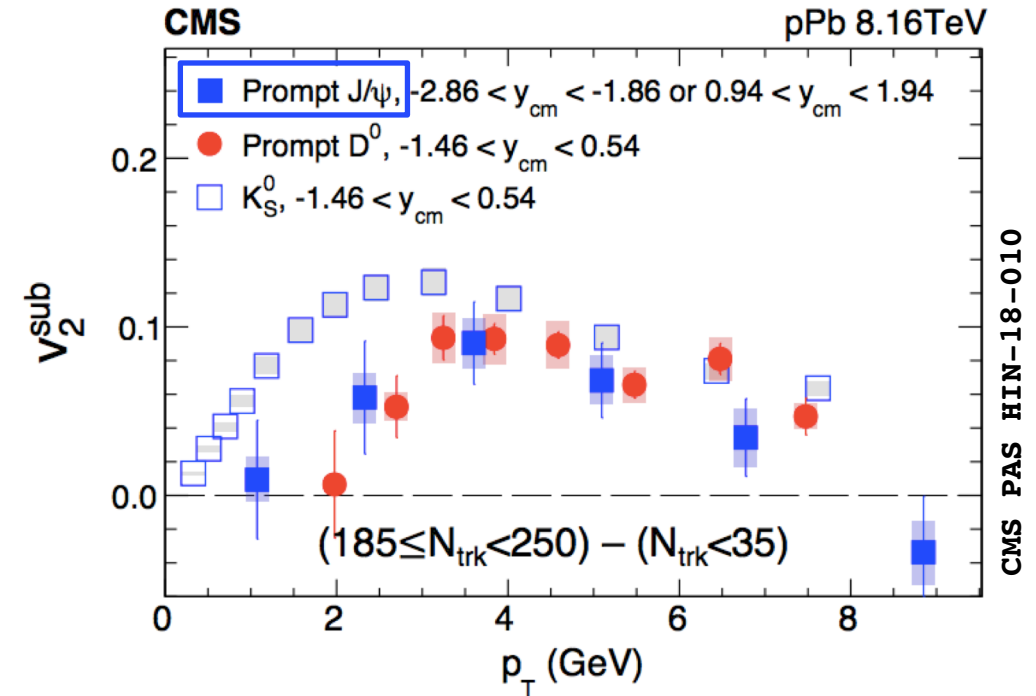 CMS
pPb 8.16TeV
Prompt J/ψ, -2.86 < y_cm < -1.86 or 0.94 < y_cm < 1.94
Prompt D⁰, -1.46 < y_cm < 0.54
K_S^0, -1.46 < y_cm < 0.54
0.2
0.1
0.0
v_2^sub
(185≤N_trk<250) – (N_trk<35)
0 2 4 6 8
p_T (GeV)
CMS PAS HIN-18-010